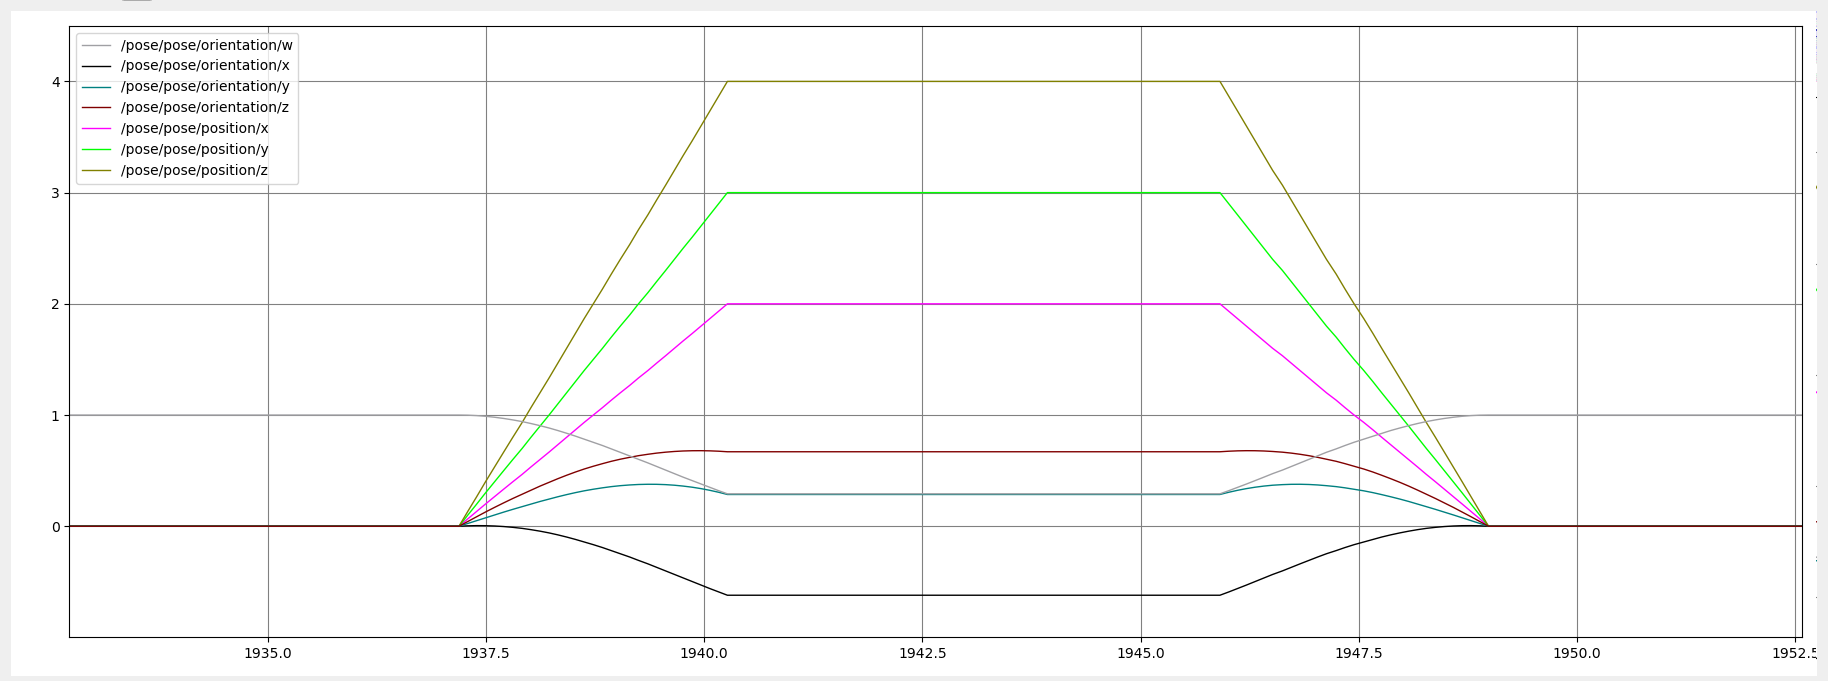 /pose/pose/orientation/w
/pose/pose/orientation/x
/pose/pose/orientation/y
/pose/pose/orientation/z
/pose/pose/position/x
/pose/pose/position/y
/pose/pose/position/z
4
3
2
1
0
1935.0 1937.5 1940.0 1942.5 1945.0 1947.5 1950.0 1952.5